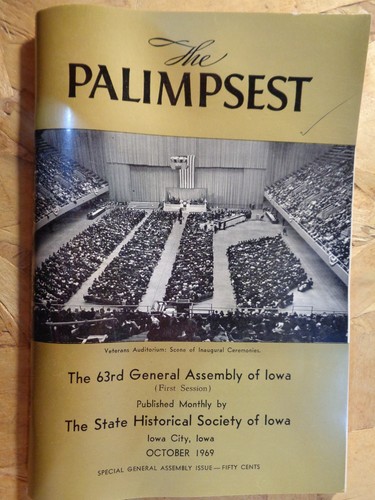 The
PALIMPSEST
Veterans Auditorium: Scene of Inaugural Ceremonies.
The 63rd General Assembly of Iowa
(First Session)
Published Monthly by
The State Historical Society of Iowa
Iowa City, Iowa
OCTOBER 1969
SPECIAL GENERAL ASSEMBLY ISSUE — FIFTY CENTS